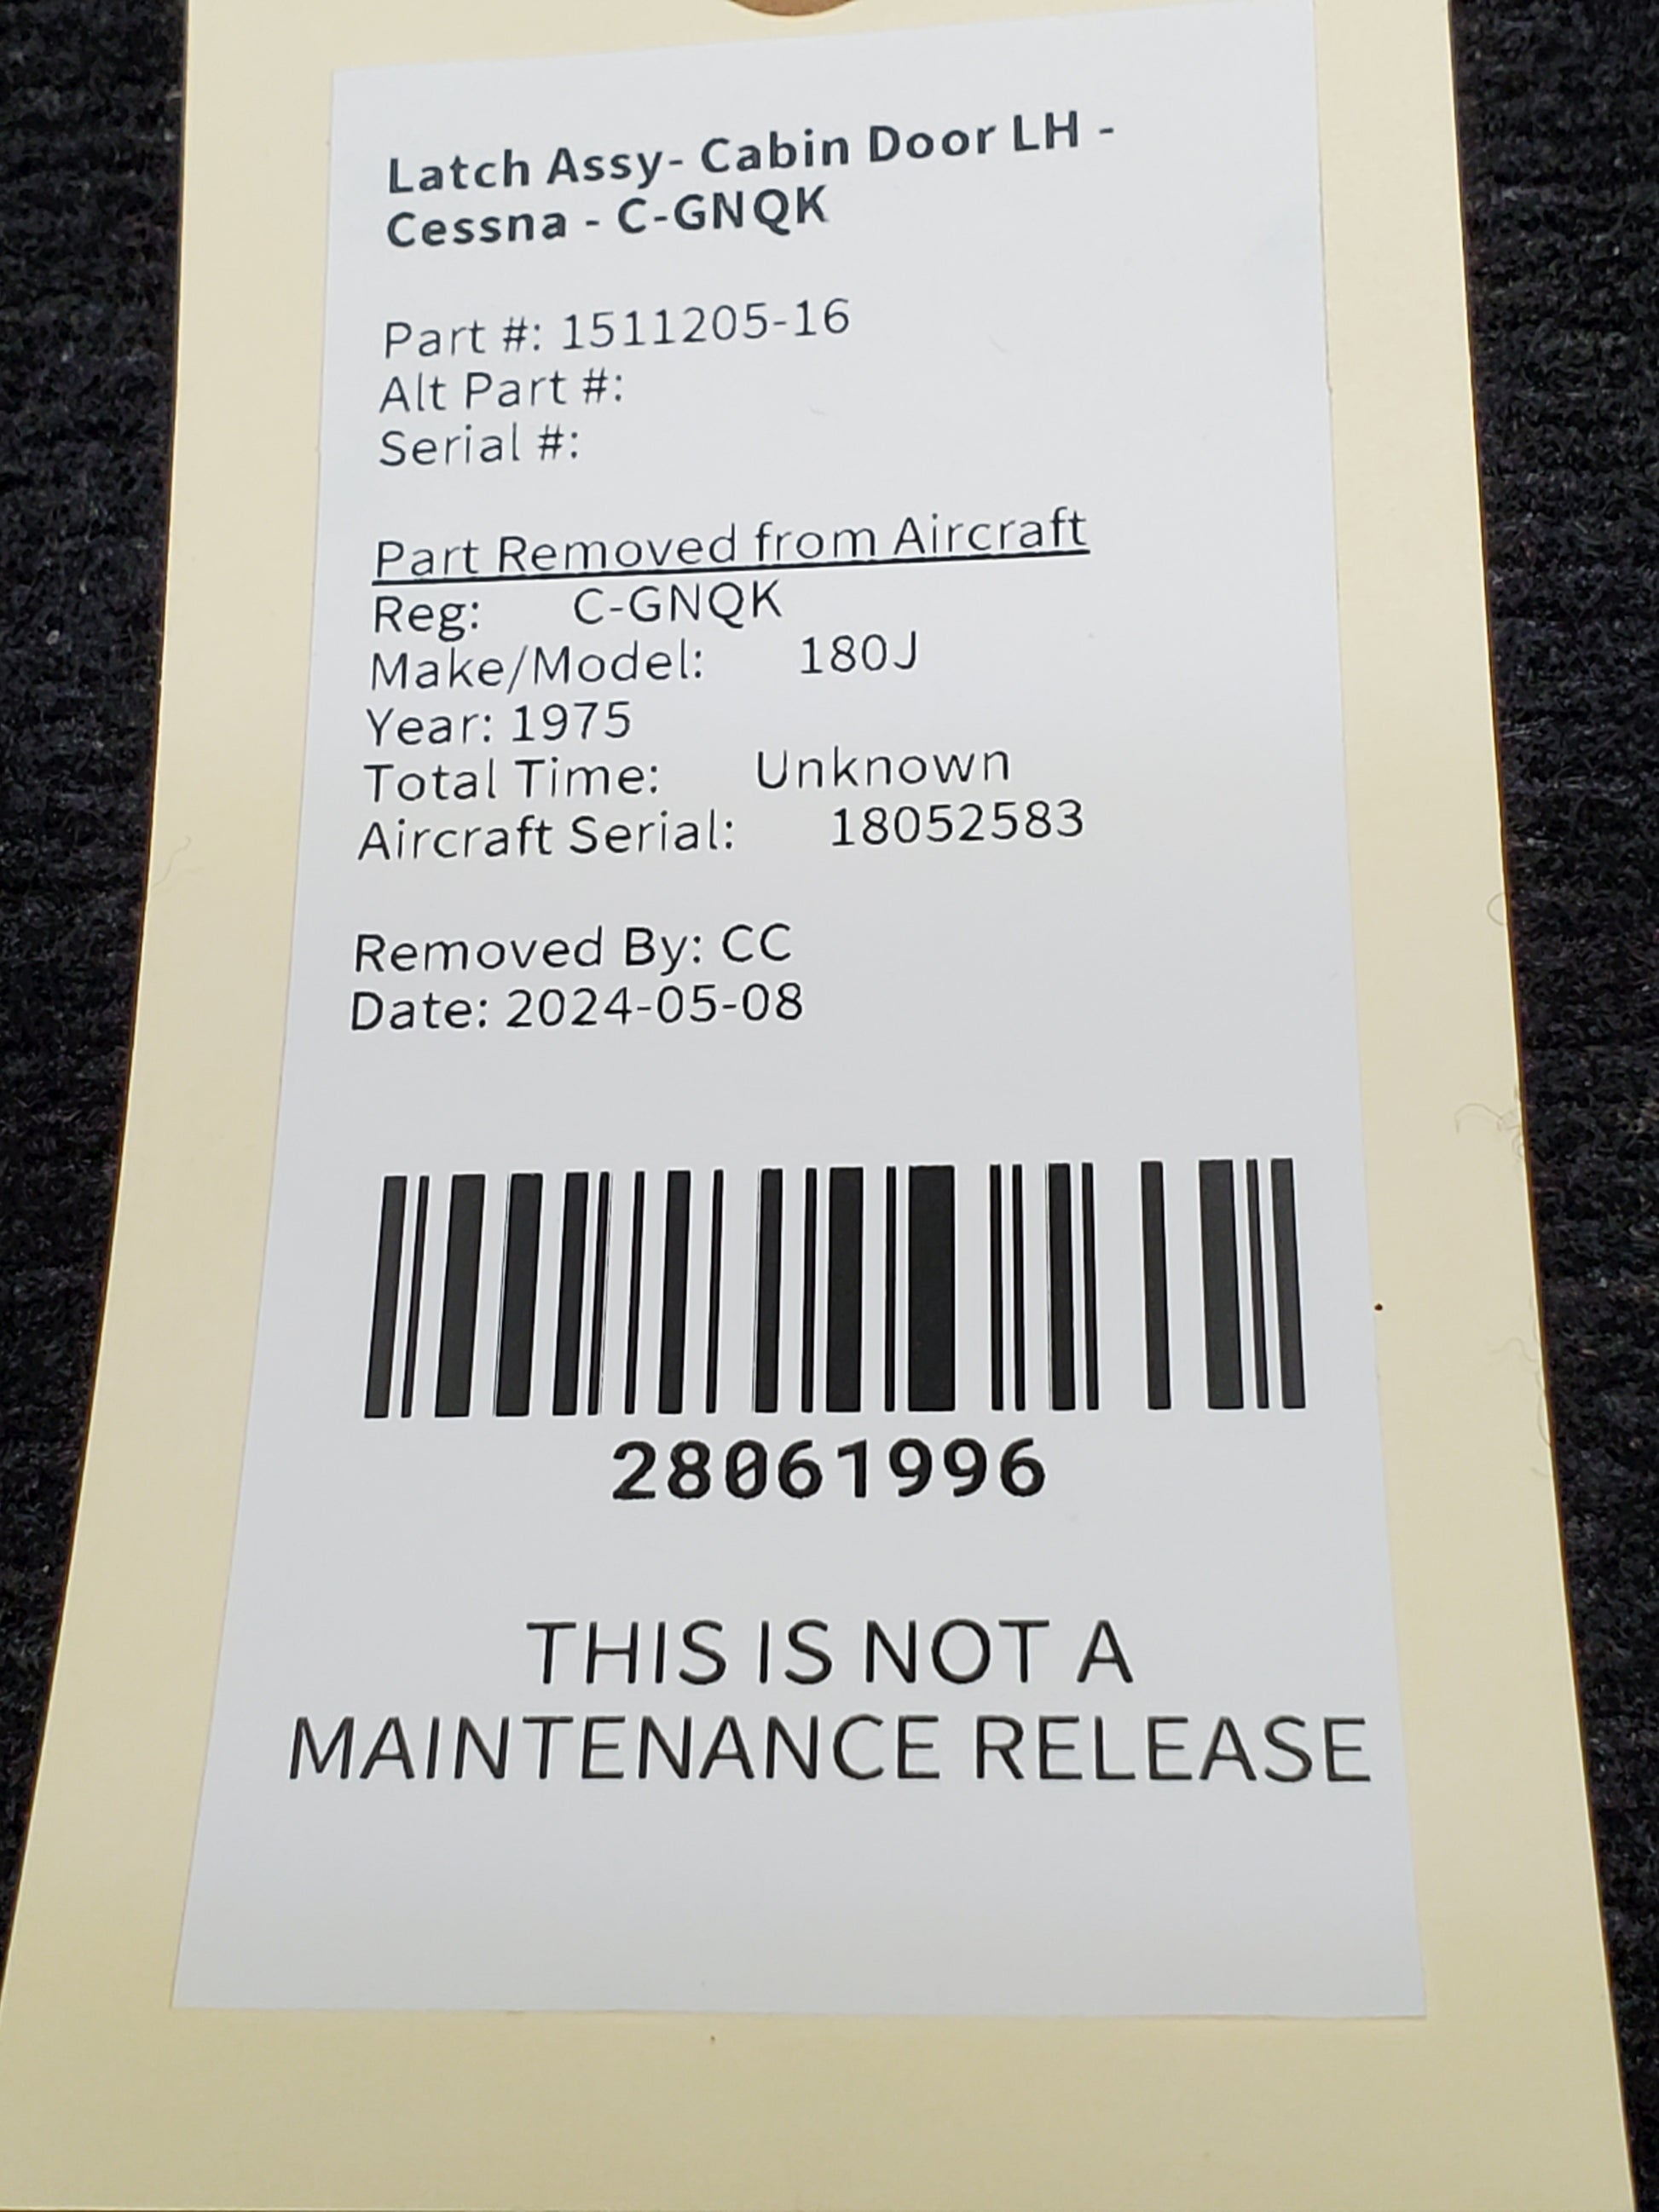 Latch Assy- Cabin Door LH -
Cessna - C-GNQK
Part #: 1511205-16
Alt Part #:
Serial #:
Part Removed from Aircraft
Reg: C-GNQK
Make/Model: 180J
Year: 1975
Total Time: Unknown
Aircraft Serial: 18052583
Removed By: CC
Date: 2024-05-08
28061996
THIS IS NOT A
MAINTENANCE RELEASE